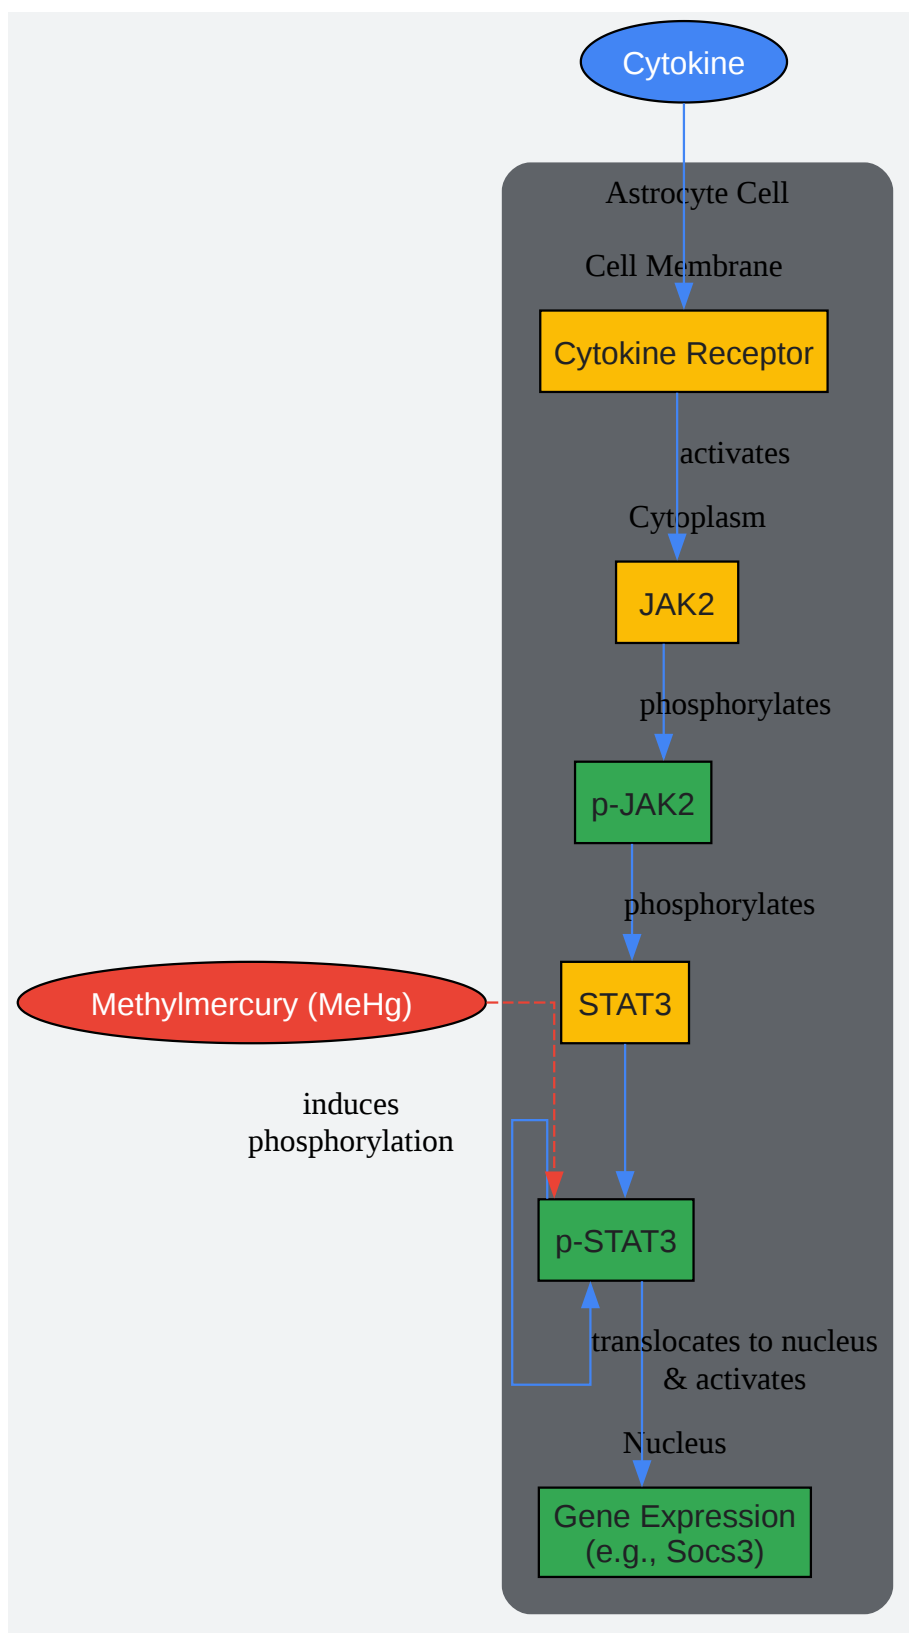 Cytokine
Astrocyte Cell
Cell Membrane
Cytokine Receptor
activates
Cytoplasm
JAK2
phosphorylates
p-JAK2
phosphorylates
Methylmercury (MeHg)
STAT3
induces
phosphorylation
p-STAT3
translocates to nucleus
& activates
Nucleus
Gene Expression
(e.g., Socs3)